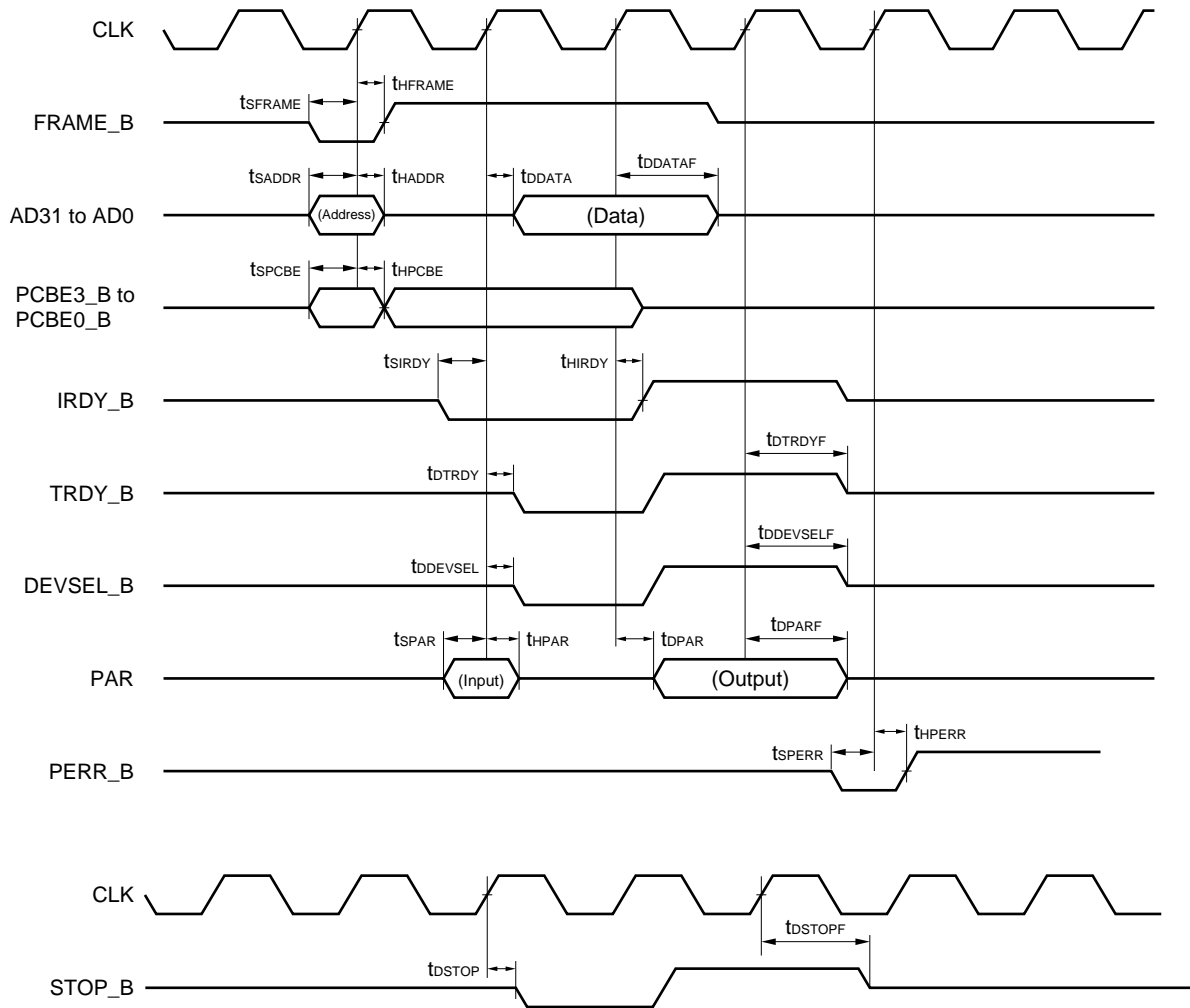 CLK
tHFRAME
tSFRAME
FRAME_B
tSADDR
tHADDR
tDDATA
tDDATAF
AD31 to AD0
(Address)
(Data)
tSPCBE
tHPCBE
PCBE3_B to
PCBE0_B
tSIRDY
tHIRDY
IRDY_B
tDTRDYF
tDTRDY
TRDY_B
tDDEVSELF
tDDEVSEL
DEVSEL_B
tSPAR
tHPAR
tDPAR
tDPARF
PAR
(Input)
(Output)
tHPERR
tSPERR
PERR_B
CLK
tDSTOPF
tDSTOP
STOP_B